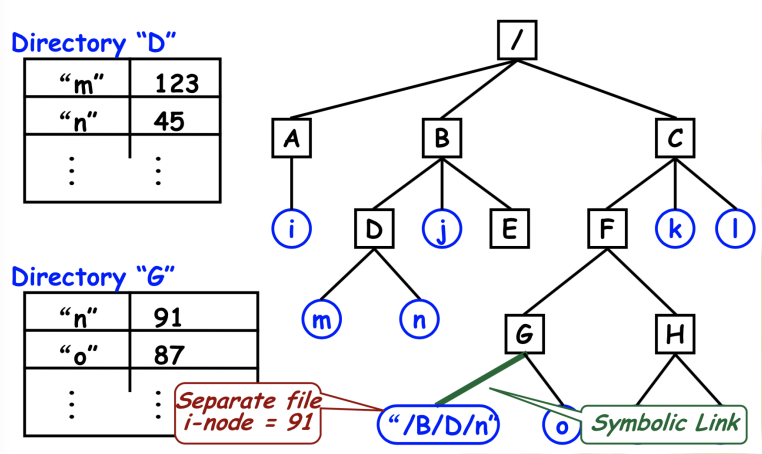 Directory “D”
“m” 123
“n” 45
⋮ ⋮
/
A B C
i D j E F k l
m n G H
Directory “G”
“n” 91
“o” 87
⋮ ⋮
Separate file
i-node = 91
“/B/D/n”
o
Symbolic Link